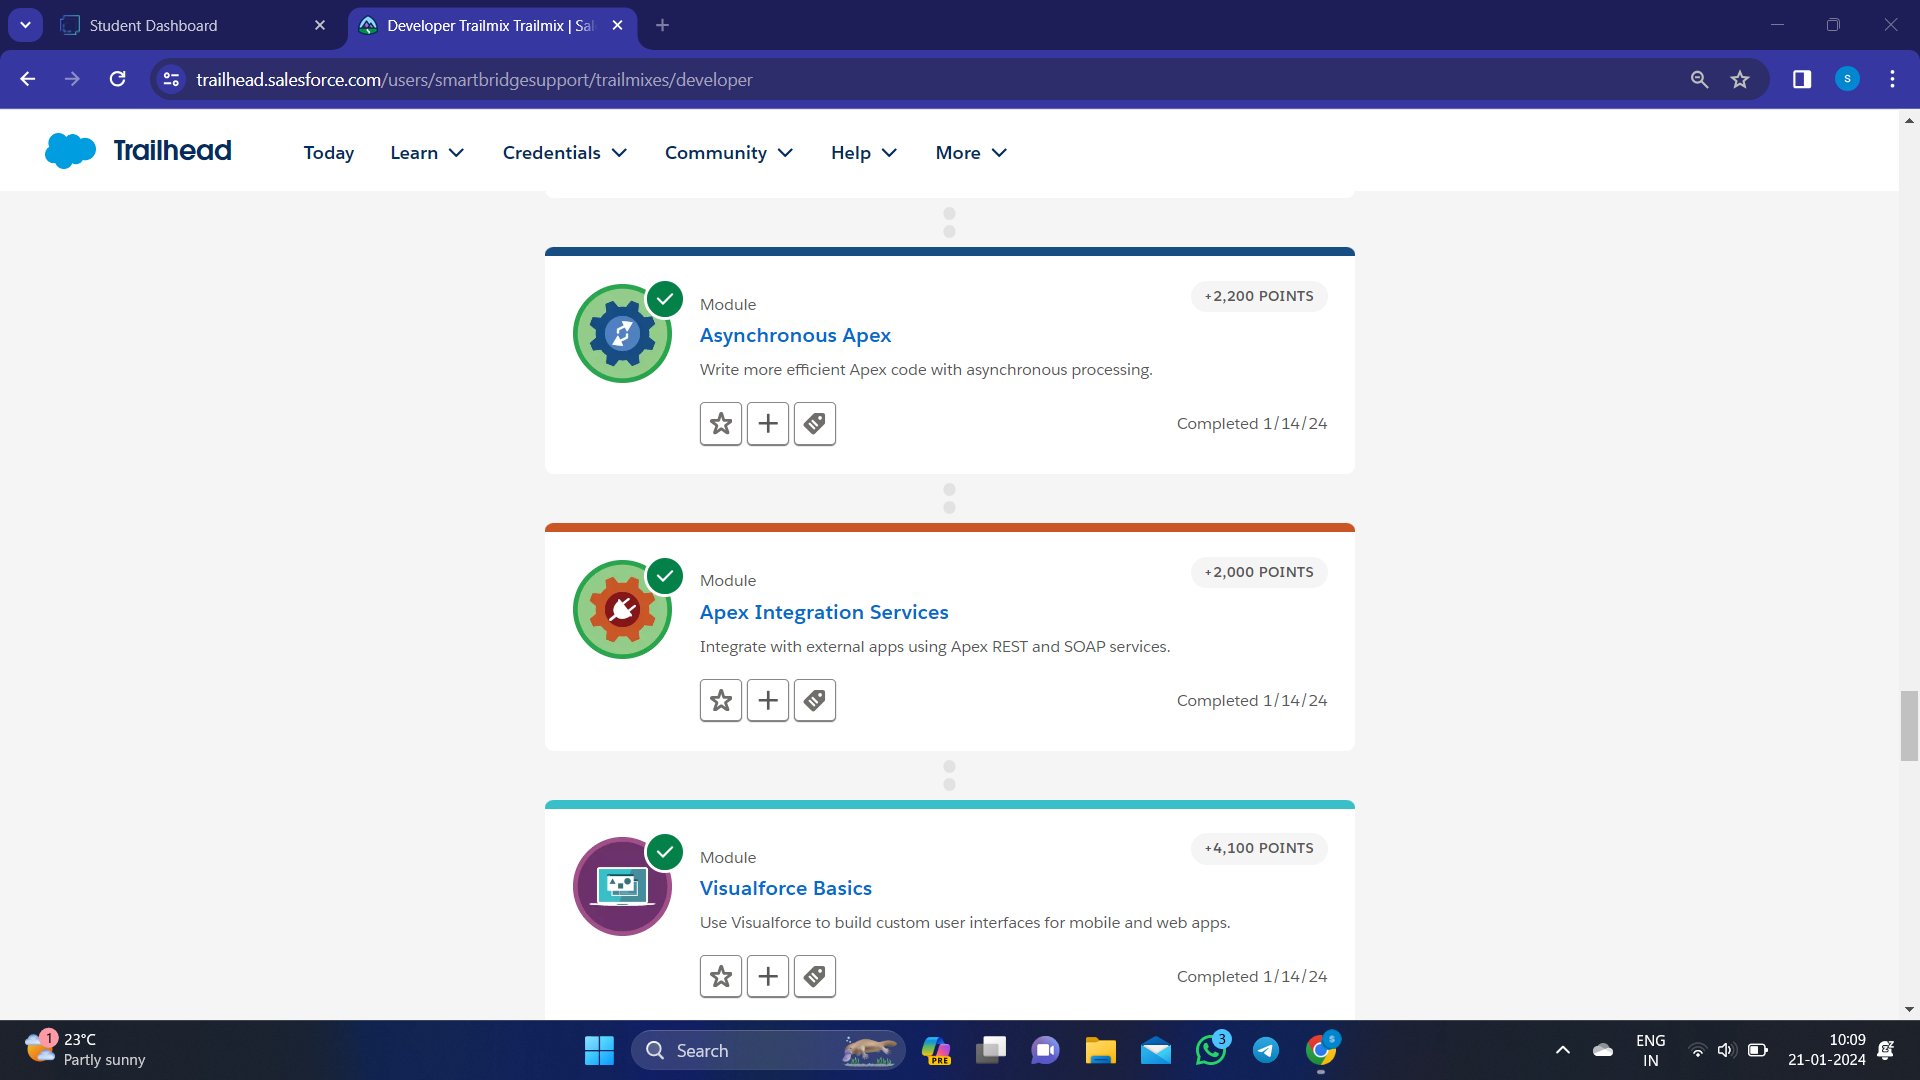 Student Dashboard
Developer Trailmix Trailmix | Sal
trailhead.salesforce.com/users/smartbridgesupport/trailmixes/developer
S
Trailhead
Today Learn Credentials Community Help More
+2,200 POINTS
Module
Asynchronous Apex
Write more efficient Apex code with asynchronous processing.
Completed 1/14/24
+2,000 POINTS
Module
Apex Integration Services
Integrate with external apps using Apex REST and SOAP services.
Completed 1/14/24
+4,100 POINTS
Module
Visualforce Basics
Use Visualforce to build custom user interfaces for mobile and web apps.
Completed 1/14/24
1
23°C
Partly sunny
Search
PRE
3
S
ENG
IN
10:09
21-01-2024